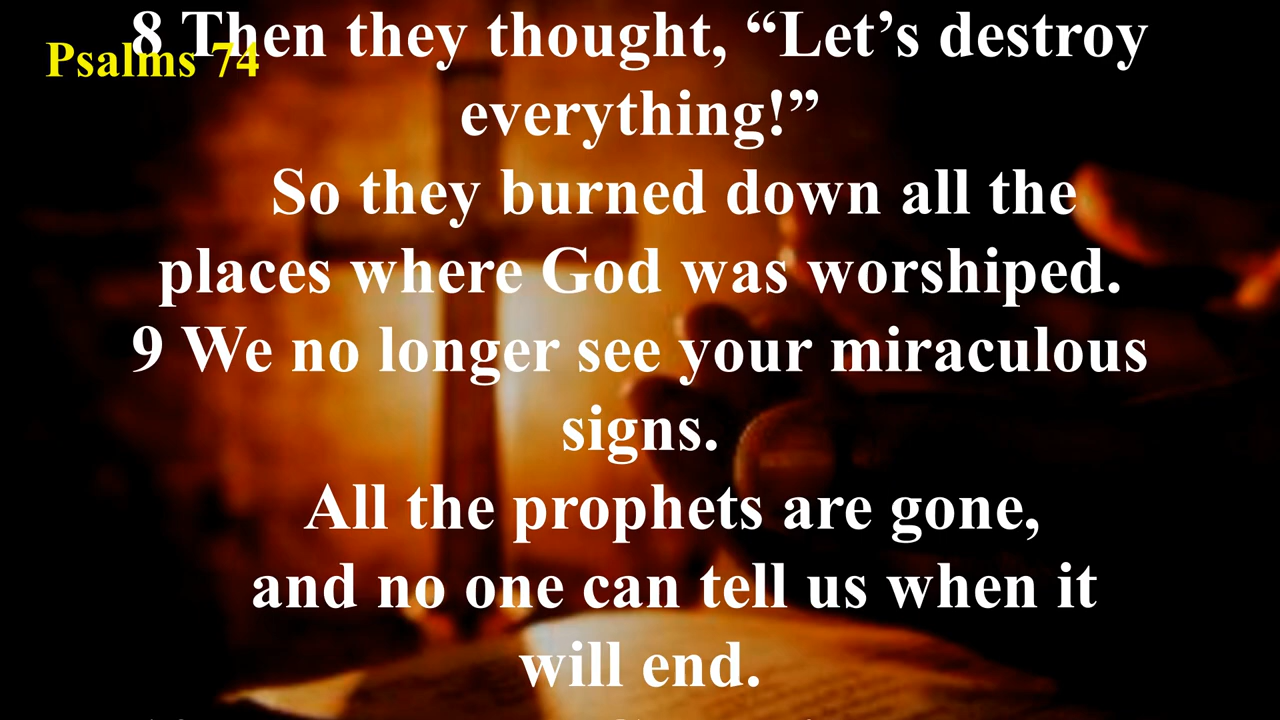 Psalms 74
8 Then they thought, “Let’s destroy
everything!”
So they burned down all the
places where God was worshiped.
9 We no longer see your miraculous
signs.
All the prophets are gone,
and no one can tell us when it
will end.